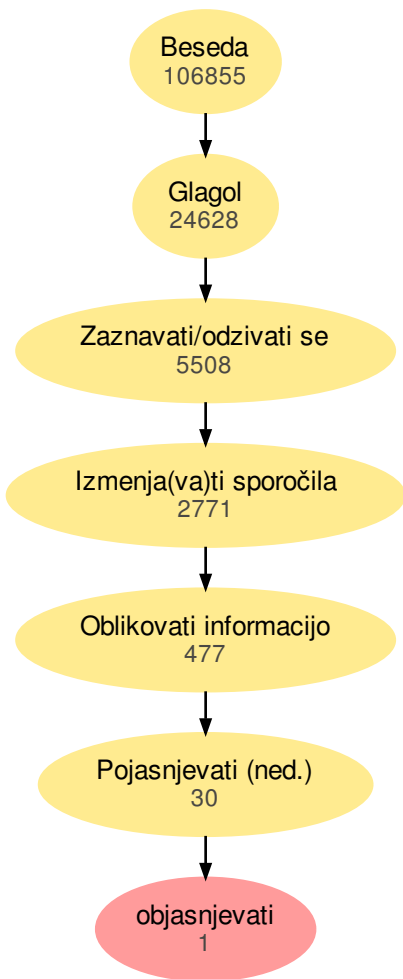 Beseda
106855
Glagol
24628
Zaznavati/odzivati se
5508
Izmenja(va)ti sporočila
2771
Oblikovati informacijo
477
Pojasnjevati (ned.)
30
objasnjevati
1